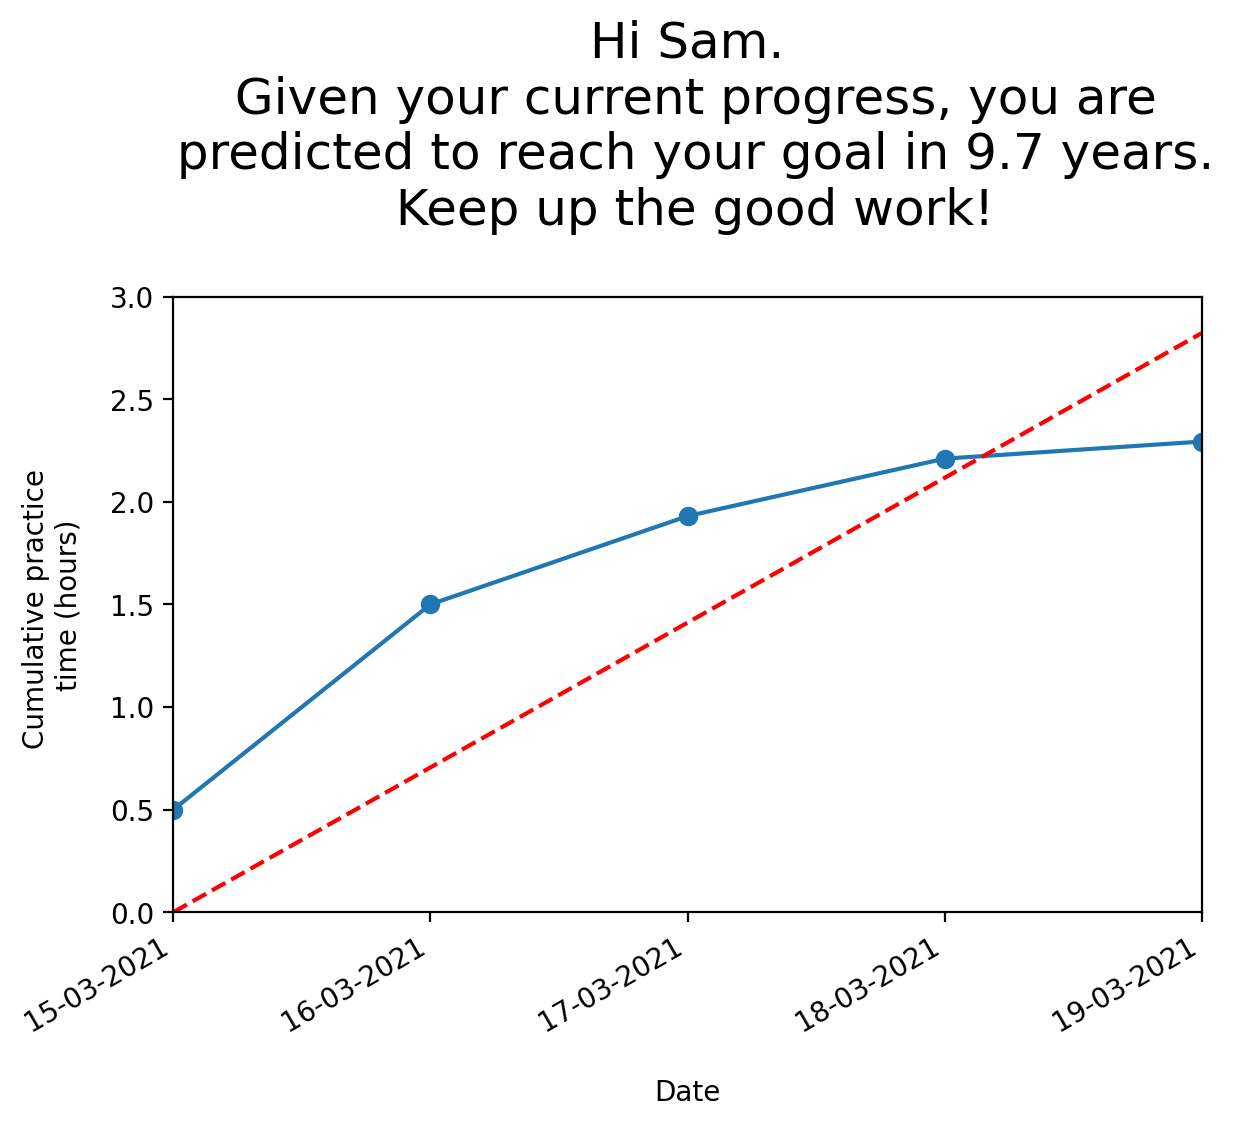 Hi Sam.
Given your current progress, you are
predicted to reach your goal in 9.7 years.
Keep up the good work!
3.0
2.5
2.0
1.5
1.0
0.5
0.0
Cumulative practice
time (hours)
15-03-2021
16-03-2021
17-03-2021
18-03-2021
19-03-2021
Date